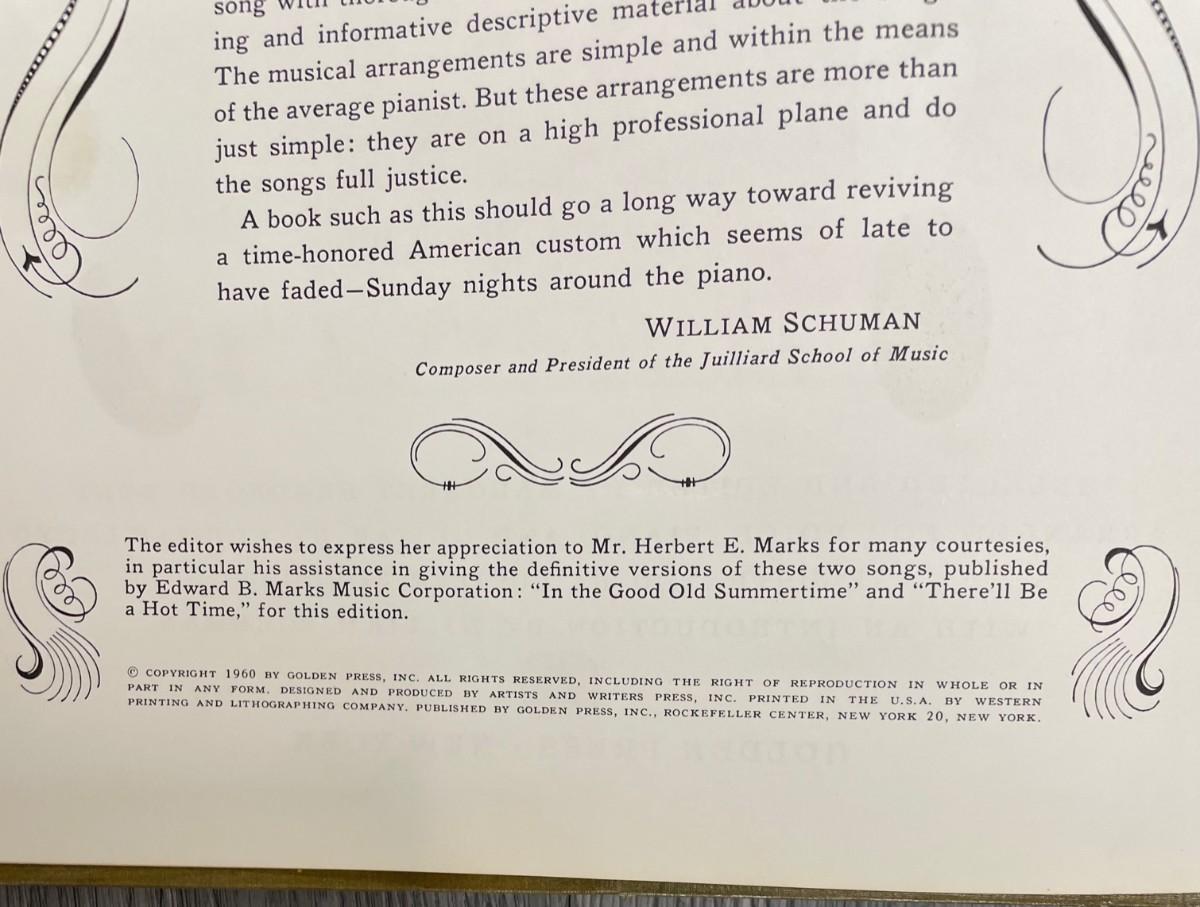 song with
ing and informative descriptive material about
The musical arrangements are simple and within the means
of the average pianist. But these arrangements are more than
just simple: they are on a high professional plane and do
the songs full justice.
A book such as this should go a long way toward reviving
a time-honored American custom which seems of late to
have faded—Sunday nights around the piano.
WILLIAM SCHUMAN
Composer and President of the Juilliard School of Music
The editor wishes to express her appreciation to Mr. Herbert E. Marks for many courtesies,
in particular his assistance in giving the definitive versions of these two songs, published
by Edward B. Marks Music Corporation: “In the Good Old Summertime” and “There’ll Be
a Hot Time,” for this edition.
© COPYRIGHT 1960 BY GOLDEN PRESS, INC. ALL RIGHTS RESERVED, INCLUDING THE RIGHT OF REPRODUCTION IN WHOLE OR IN
PART IN ANY FORM. DESIGNED AND PRODUCED BY ARTISTS AND WRITERS PRESS, INC. PRINTED IN THE U.S.A. BY WESTERN
PRINTING AND LITHOGRAPHING COMPANY. PUBLISHED BY GOLDEN PRESS, INC., ROCKEFELLER CENTER, NEW YORK 20, NEW YORK.